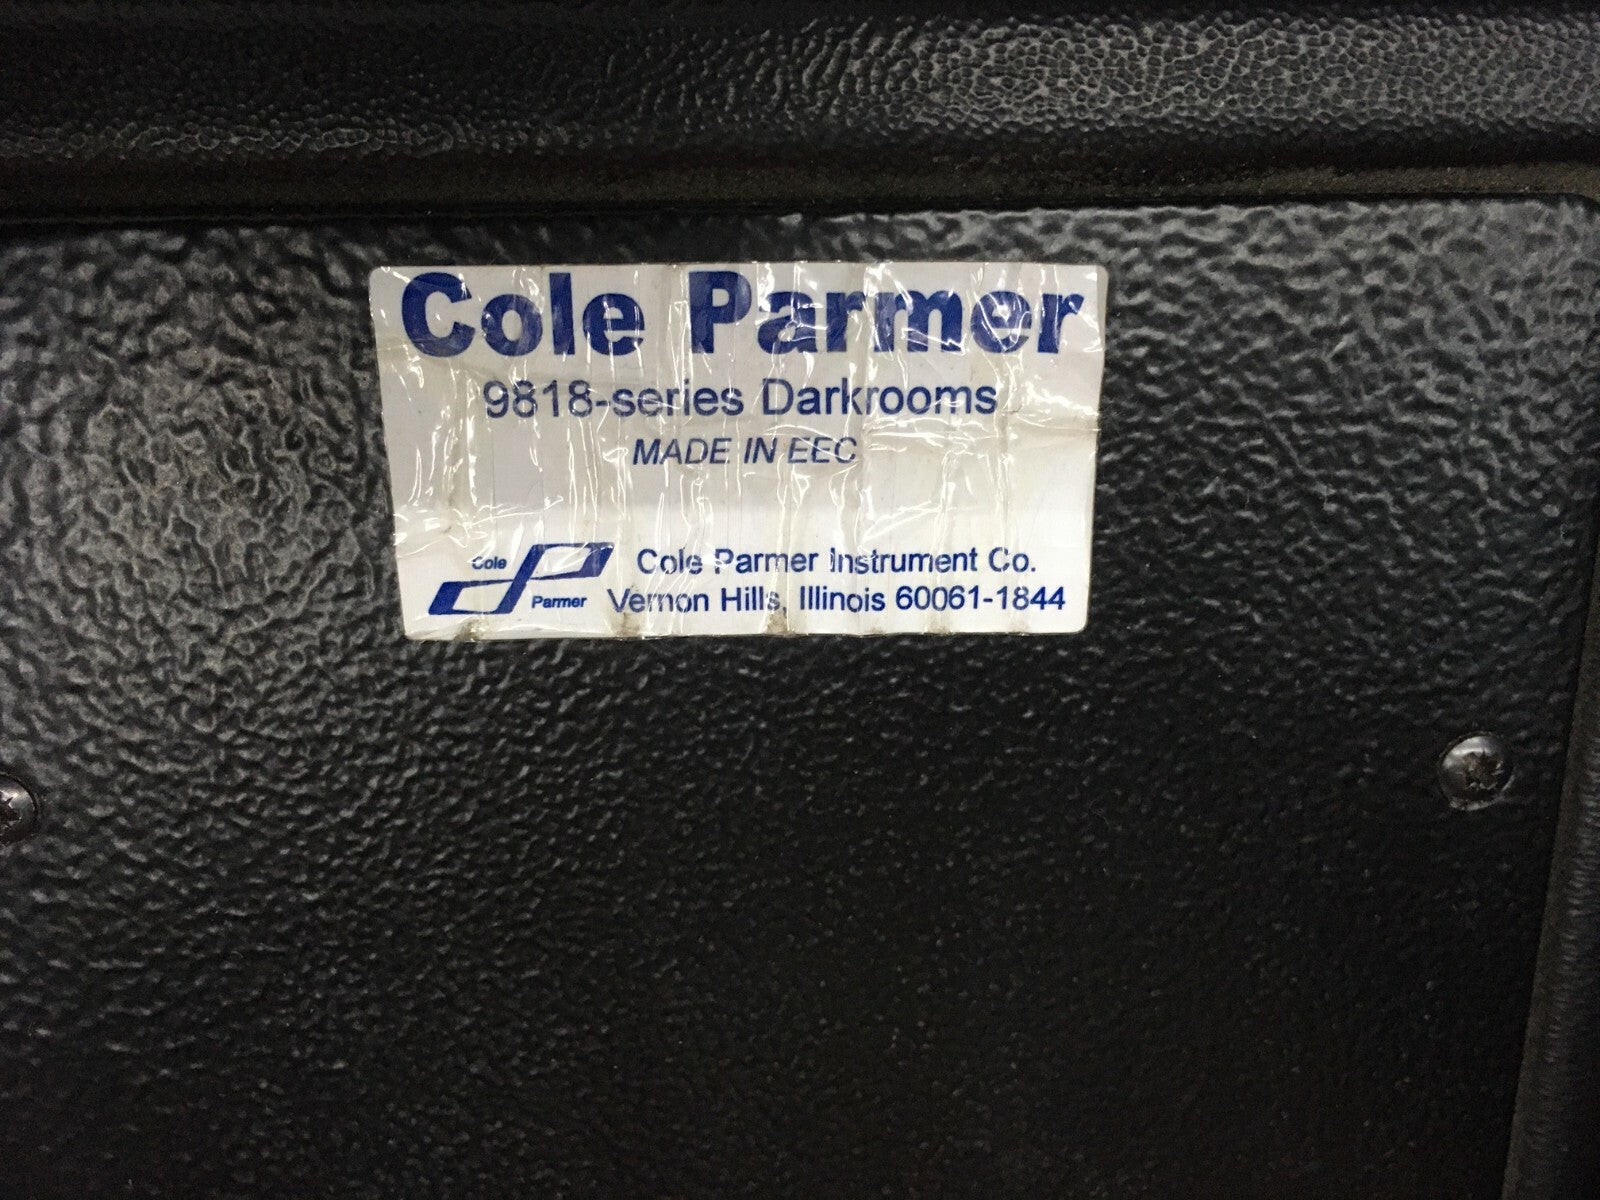 Cole Parmer
9818-series Darkrooms
MADE IN EEC
Cole
Parmer
Cole Parmer Instrument Co.
Vernon Hills, Illinois 60061-1844